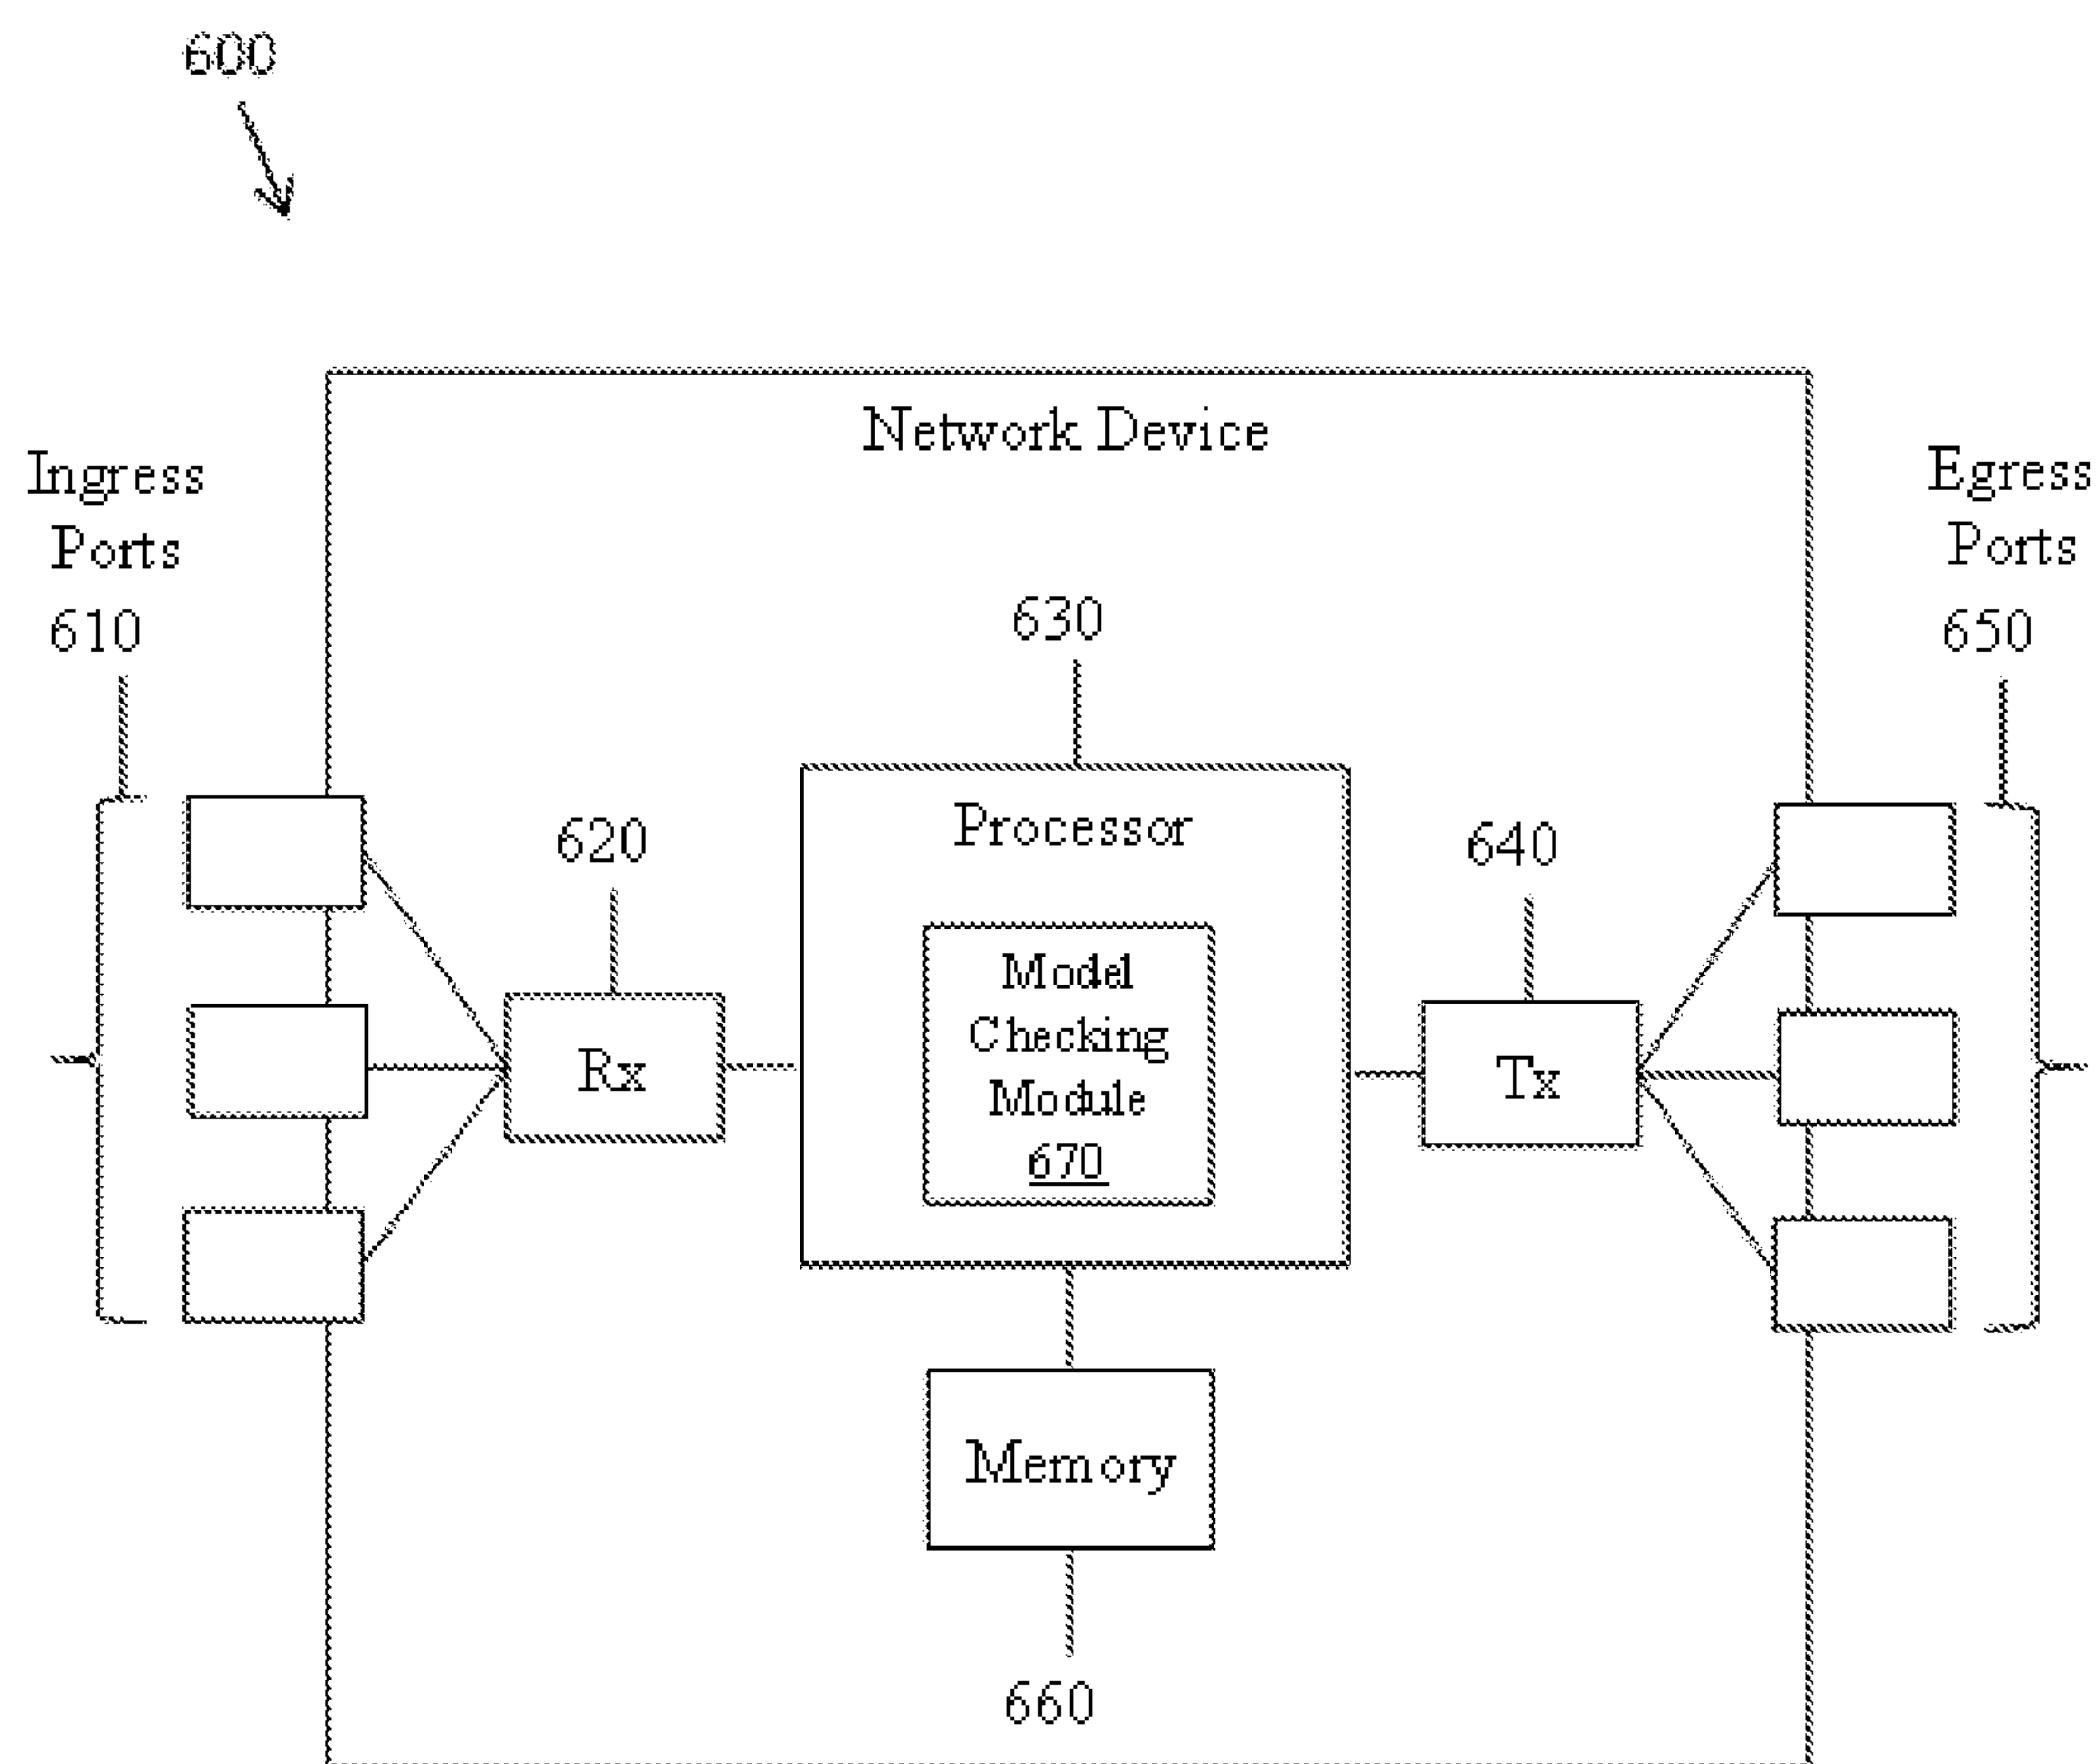 600
Network Device
Ingress
Ports
610
Egress
Ports
650
630
Processor
620
640
Model
Checking
Module
670
Rx
Tx
Memory
660